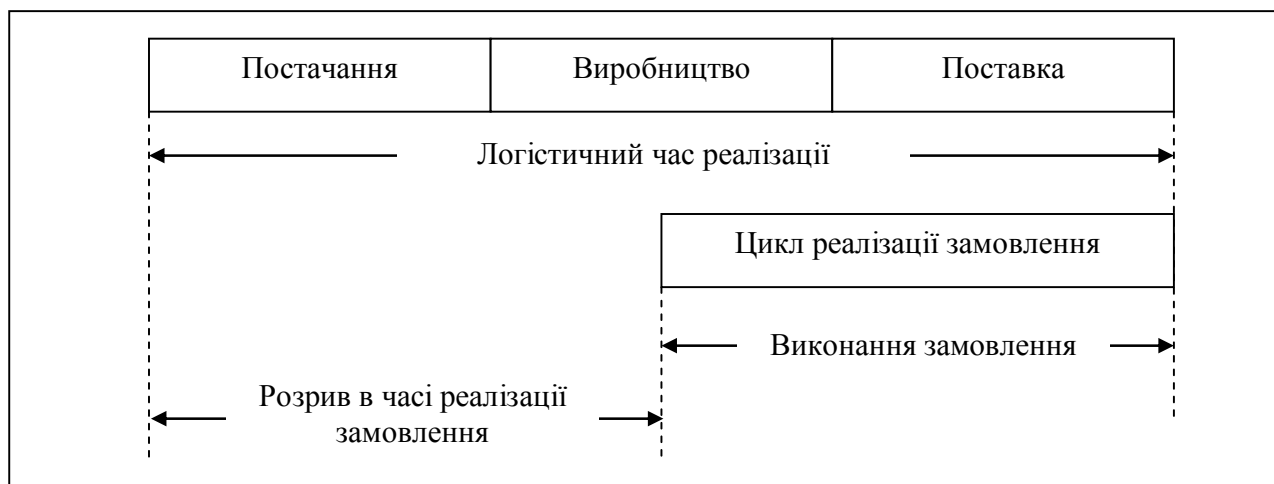 Постачання
Виробництво
Поставка
Логістичний час реалізації
Цикл реалізації замовлення
Виконання замовлення
Розрив в часі реалізації
замовлення